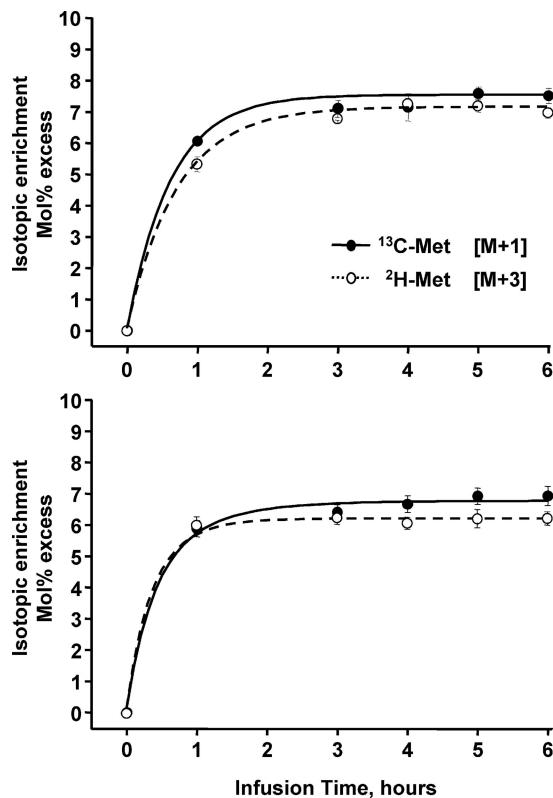 10
9
8
7
6
5
4
3
2
1
0
Isotopic enrichment
Mol% excess
¹³C-Met [M+1]
²H-Met [M+3]
0 1 2 3 4 5 6
10
9
8
7
6
5
4
3
2
1
0
Isotopic enrichment
Mol% excess
0 1 2 3 4 5 6
Infusion Time, hours